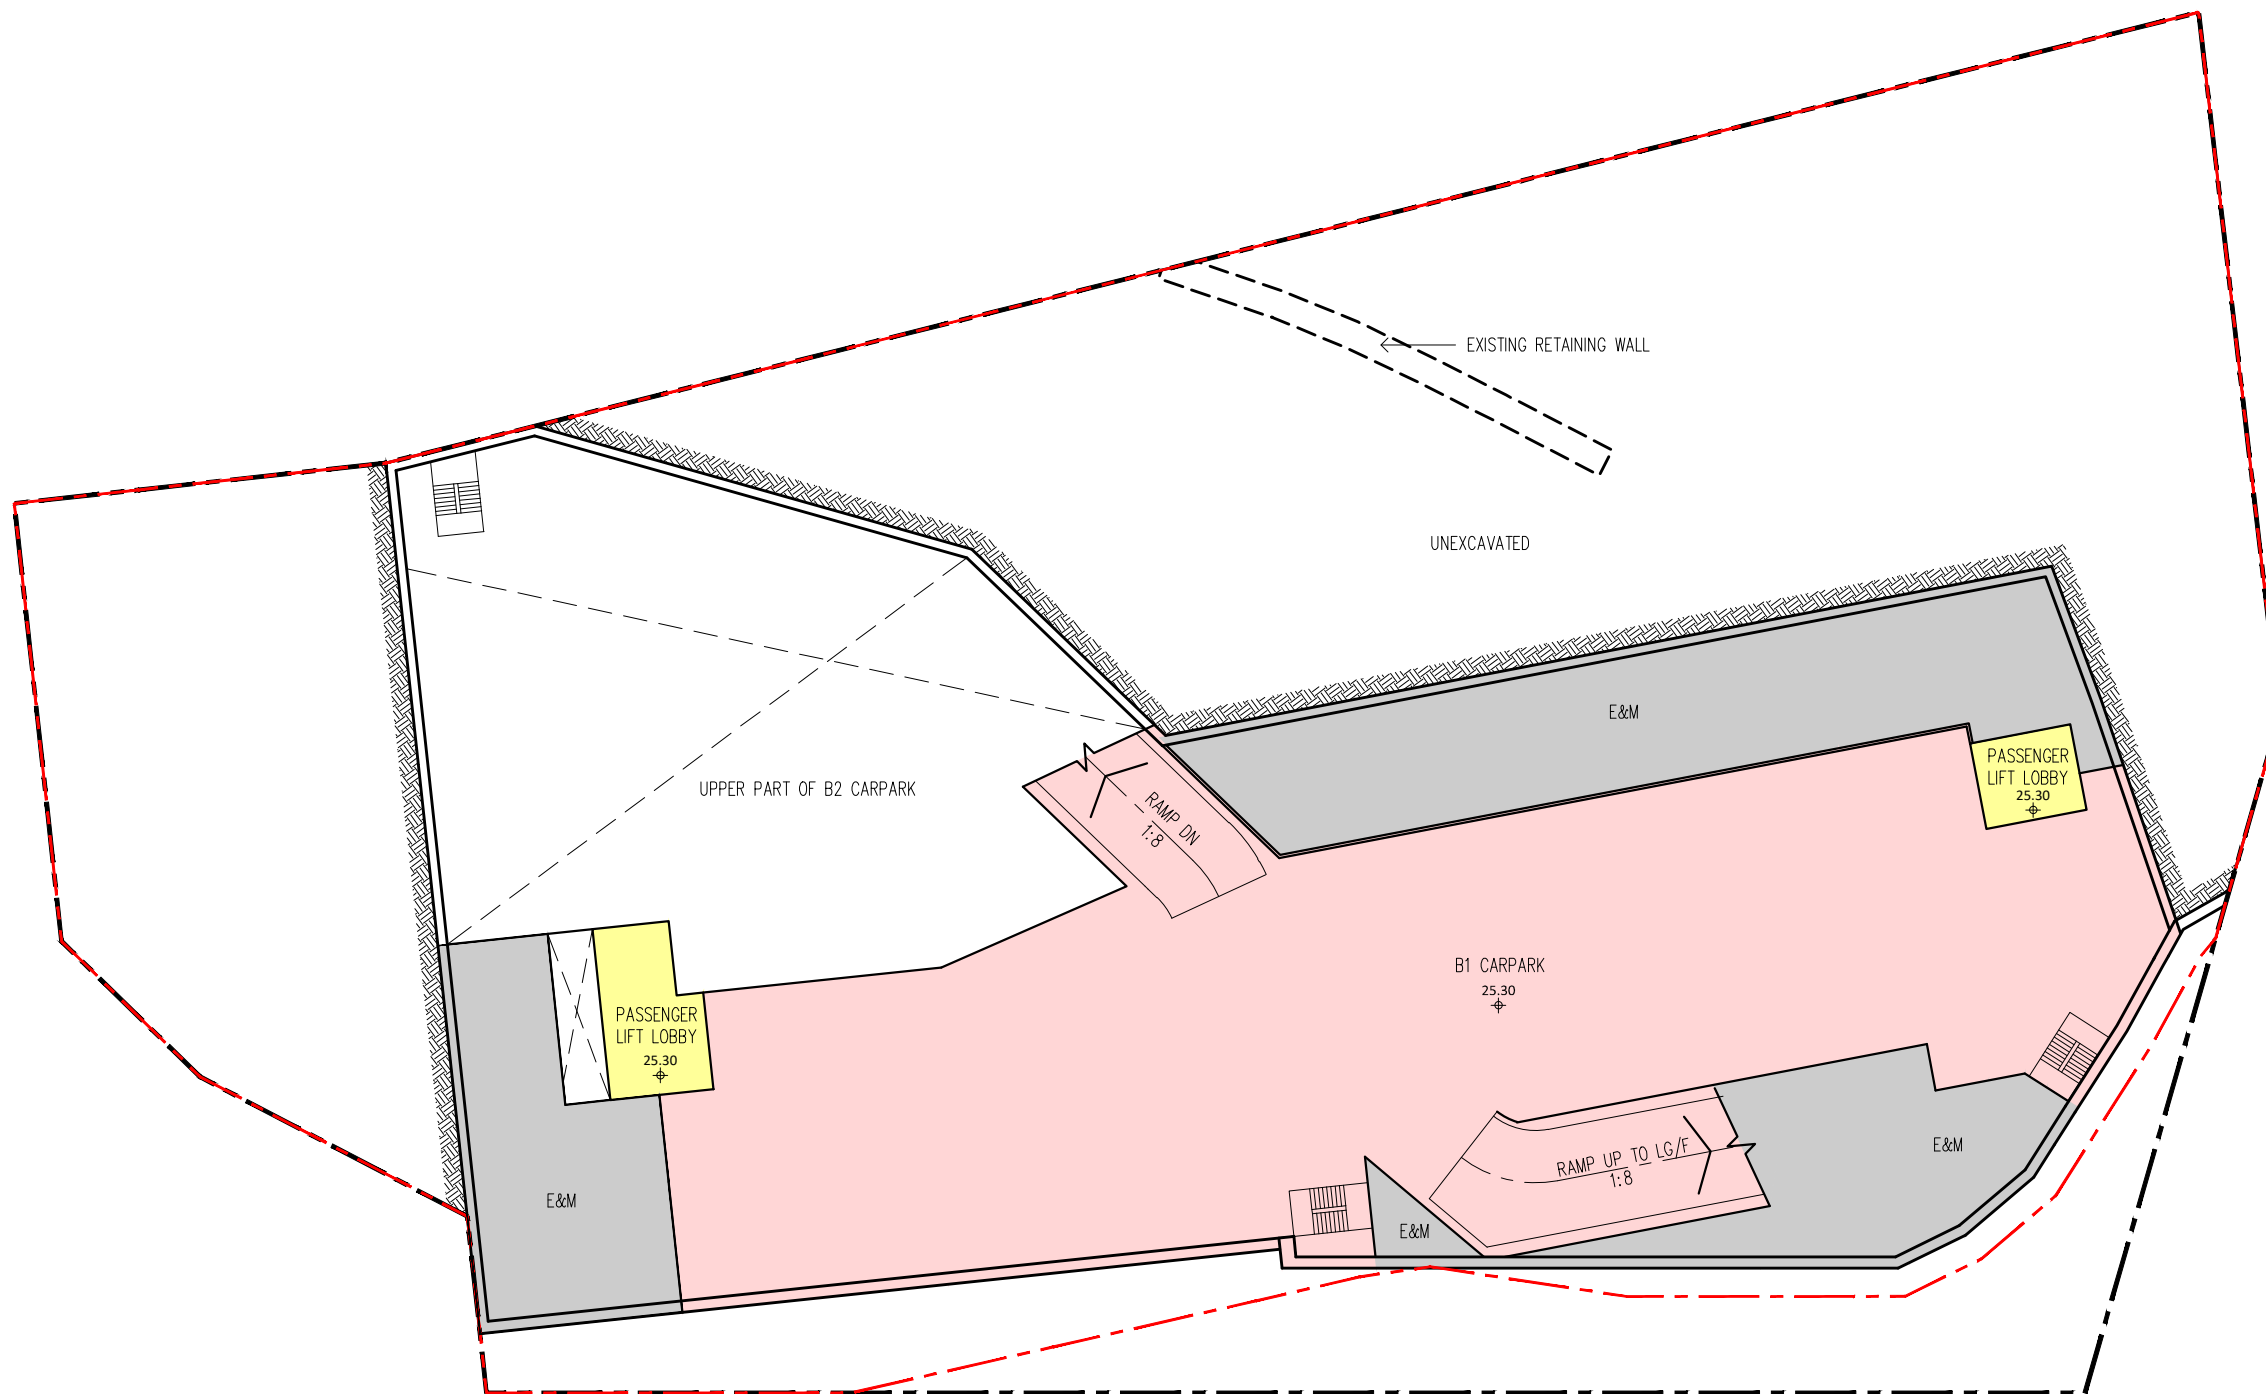 EXISTING RETAINING WALL
UNEXCAVATED
E&M
PASSENGER
LIFT LOBBY
25.30
UPPER PART OF B2 CARPARK
RAMP DN
1:8
B1 CARPARK
25.30
PASSENGER
LIFT LOBBY
25.30
E&M
RAMP UP TO LG/F
1:8
E&M
E&M